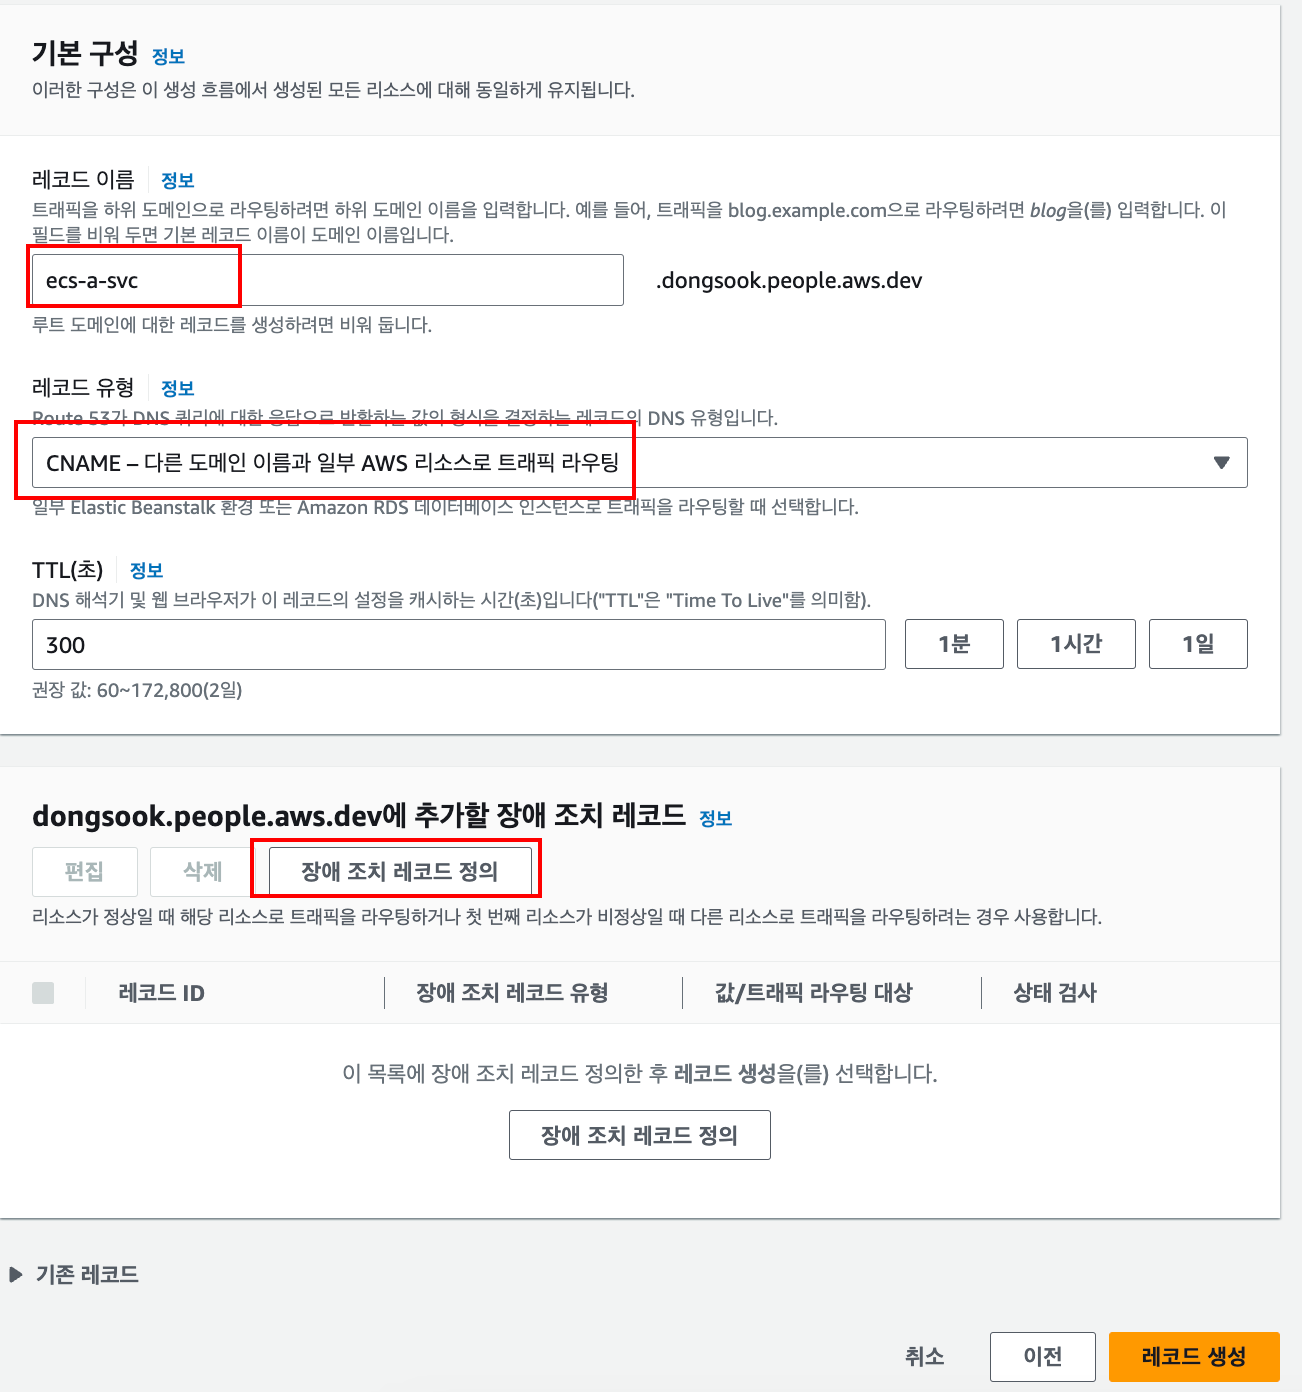 기본 구성 정보
이러한 구성은 이 생성 흐름에서 생성된 모든 리소스에 대해 동일하게 유지됩니다.
레코드 이름 정보
트래픽을 하위 도메인으로 라우팅하려면 하위 도메인 이름을 입력합니다. 예를 들어, 트래픽을 blog.example.com으로 라우팅하려면 blog을(를) 입력합니다. 이
필드를 비워 두면 기본 레코드 이름이 도메인 이름입니다.
ecs-a-svc .dongsook.people.aws.dev
루트 도메인에 대한 레코드를 생성하려면 비워 둡니다.
레코드 유형 정보
Route 53가 DNS 쿼리에 대한 응답으로 반환하는 값의 형식을 결정하는 레코드의 DNS 유형입니다.
CNAME – 다른 도메인 이름과 일부 AWS 리소스로 트래픽 라우팅
일부 Elastic Beanstalk 환경 또는 Amazon RDS 데이터베이스 인스턴스로 트래픽을 라우팅할 때 선택합니다.
TTL(초) 정보
DNS 해석기 및 웹 브라우저가 이 레코드의 설정을 캐시하는 시간(초)입니다("TTL"은 "Time To Live"를 의미함).
300 1분 1시간 1일
권장 값: 60~172,800(2일)
dongsook.people.aws.dev에 추가할 장애 조치 레코드 정보
편집 삭제 장애 조치 레코드 정의
리소스가 정상일 때 해당 리소스로 트래픽을 라우팅하거나 첫 번째 리소스가 비정상일 때 다른 리소스로 트래픽을 라우팅하려는 경우 사용합니다.
레코드 ID 장애 조치 레코드 유형 값/트래픽 라우팅 대상 상태 검사
이 목록에 장애 조치 레코드 정의한 후 레코드 생성을(를) 선택합니다.
장애 조치 레코드 정의
기존 레코드
취소 이전 레코드 생성